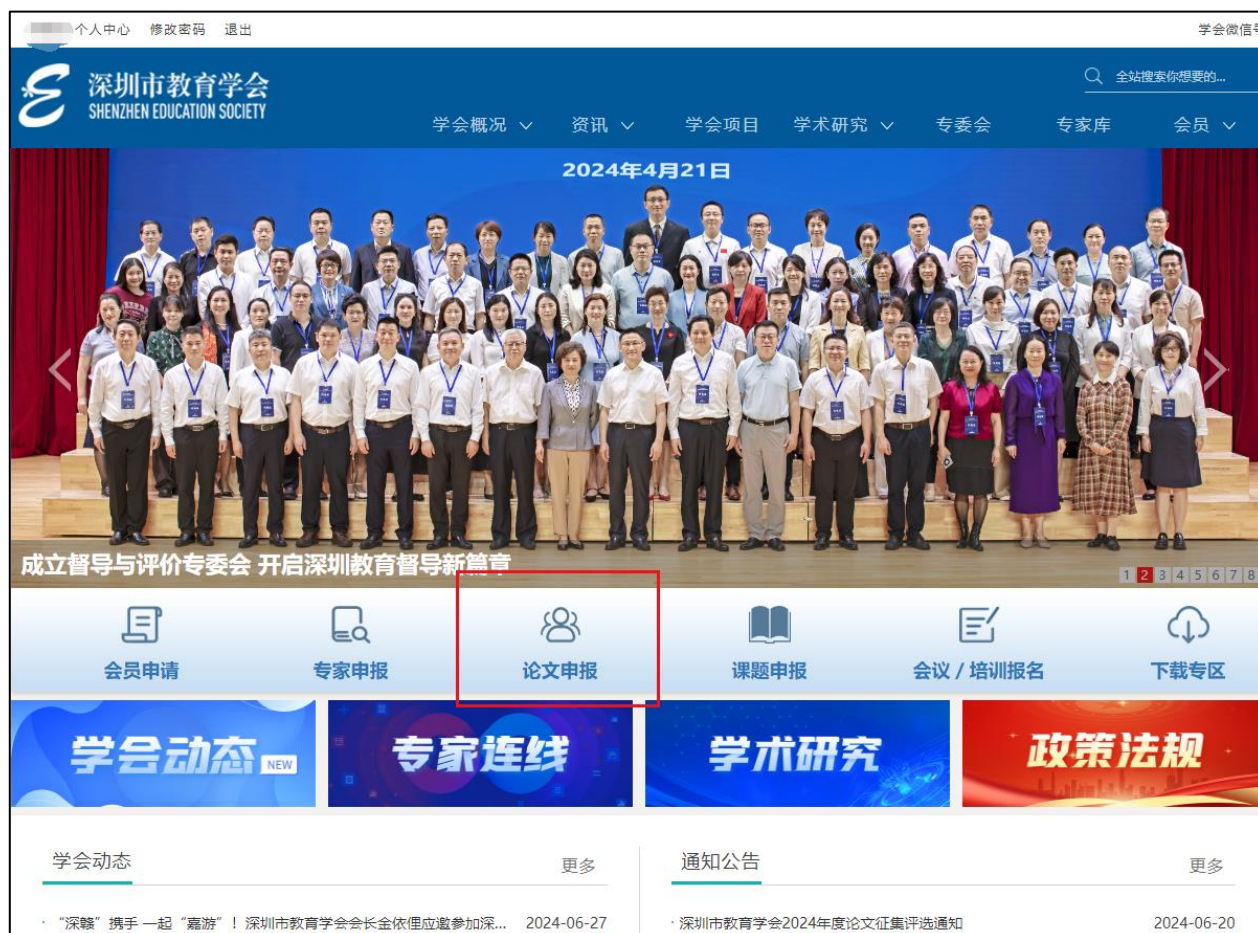 个人中心 修改密码 退出 学会微信号
深圳市教育学会
SHENZHEN EDUCATION SOCIETY
全站搜索你想要的...
学会概况 资讯 学会项目 学术研究 专委会 专家库 会员
2024年4月21日
成立督导与评价专委会 开启深圳教育督导新篇章
1 2 3 4 5 6 7 8
会员申请 专家申报 论文申报 课题申报 会议 / 培训报名 下载专区
学会动态 NEW 专家连线 学术研究 政策法规
学会动态 更多 通知公告 更多
· “深赣”携手 一起“嘉游”！深圳市教育学会会长金依俚应邀参加深... 2024-06-27
· 深圳市教育学会2024年度论文征集评选通知 2024-06-20